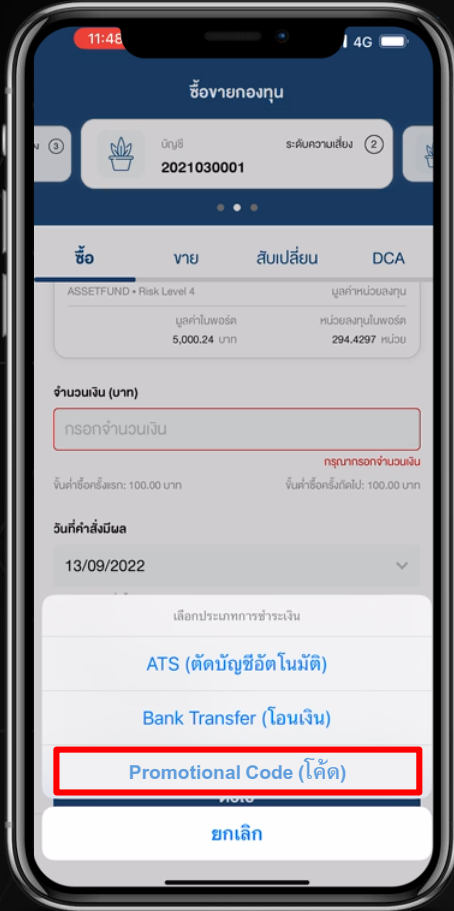 11:48
4G
ซื้อขายกองทุน
3
บัญชี
ระดับความเสี่ยง 2
2021030001
ซื้อ ขาย สับเปลี่ยน DCA
ASSETFUND • Risk Level 4 มูลค่าหน่วยลงทุน
มูลค่าในพอร์ต หน่วยลงทุนในพอร์ต
5,000.24 บาท 294.4297 หน่วย
จำนวนเงิน (บาท)
กรอกจำนวนเงิน
กรุณากรอกจำนวนเงิน
ขั้นต่ำซื้อครั้งแรก: 100.00 บาท ขั้นต่ำซื้อครั้งถัดไป: 100.00 บาท
วันที่คำสั่งมีผล
13/09/2022
เลือกประเภทการชำระเงิน
ATS (ตัดบัญชีอัตโนมัติ)
Bank Transfer (โอนเงิน)
Promotional Code (โค้ด)
ยกเลิก